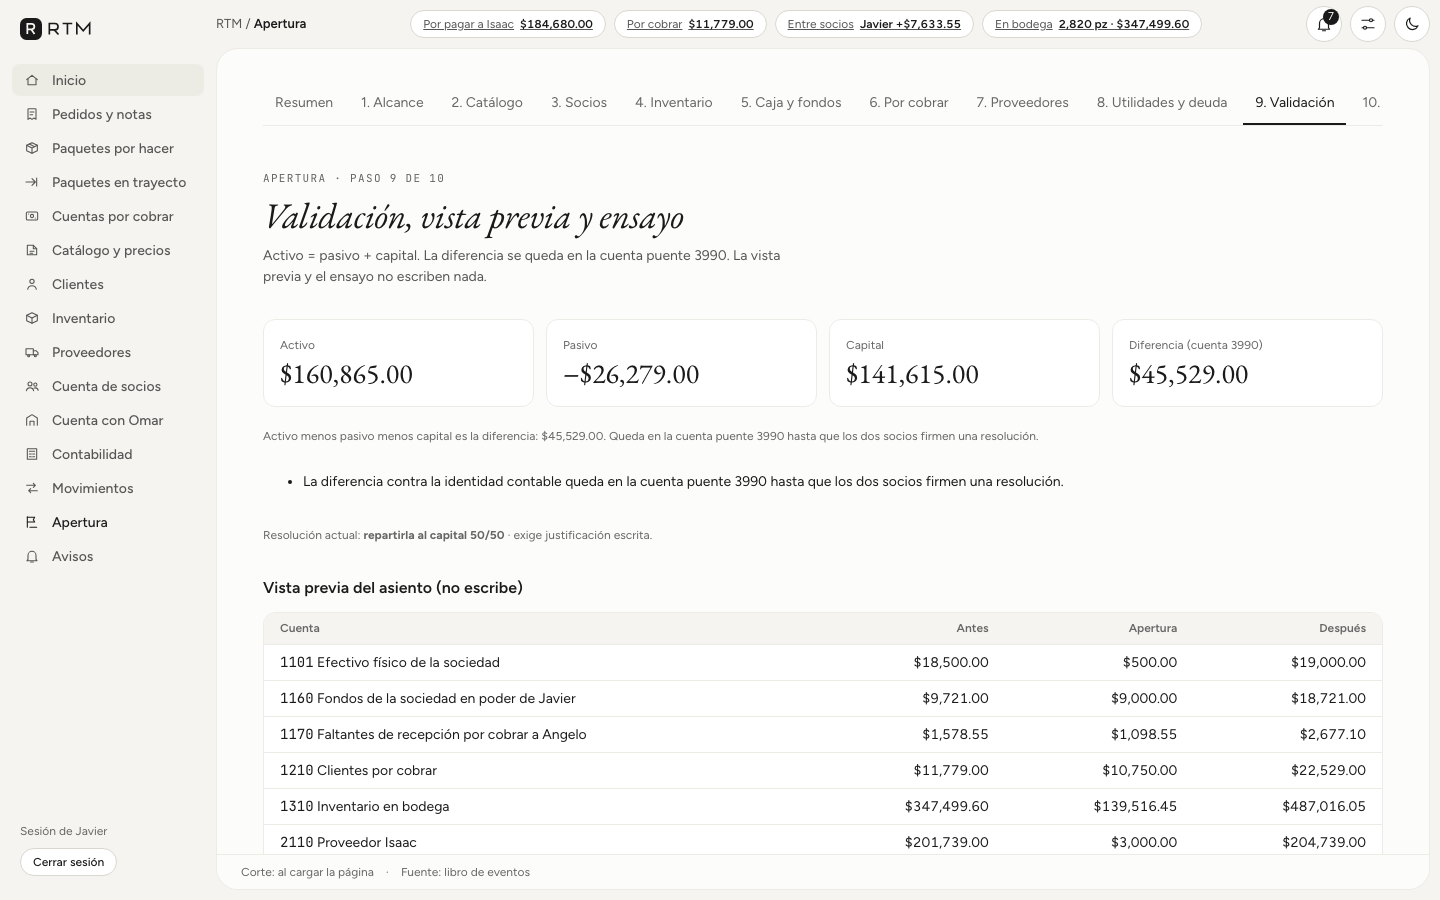 R RTM
RTM / Apertura
Por pagar a Isaac $184,680.00
Por cobrar $11,779.00
Entre socios Javier +$7,633.55
En bodega 2,820 pz · $347,499.60
7
Inicio
Pedidos y notas
Paquetes por hacer
Paquetes en trayecto
Cuentas por cobrar
Catálogo y precios
Clientes
Inventario
Proveedores
Cuenta de socios
Cuenta con Omar
Contabilidad
Movimientos
Apertura
Avisos
Sesión de Javier
Cerrar sesión
Resumen 1. Alcance 2. Catálogo 3. Socios 4. Inventario 5. Caja y fondos 6. Por cobrar 7. Proveedores 8. Utilidades y deuda 9. Validación 10.
APERTURA · PASO 9 DE 10
Validación, vista previa y ensayo
Activo = pasivo + capital. La diferencia se queda en la cuenta puente 3990. La vista
previa y el ensayo no escriben nada.
Activo
$160,865.00
Pasivo
−$26,279.00
Capital
$141,615.00
Diferencia (cuenta 3990)
$45,529.00
Activo menos pasivo menos capital es la diferencia: $45,529.00. Queda en la cuenta puente 3990 hasta que los dos socios firmen una resolución.
• La diferencia contra la identidad contable queda en la cuenta puente 3990 hasta que los dos socios firmen una resolución.
Resolución actual: repartirla al capital 50/50 · exige justificación escrita.
Vista previa del asiento (no escribe)
Cuenta Antes Apertura Después
1101 Efectivo físico de la sociedad $18,500.00 $500.00 $19,000.00
1160 Fondos de la sociedad en poder de Javier $9,721.00 $9,000.00 $18,721.00
1170 Faltantes de recepción por cobrar a Angelo $1,578.55 $1,098.55 $2,677.10
1210 Clientes por cobrar $11,779.00 $10,750.00 $22,529.00
1310 Inventario en bodega $347,499.60 $139,516.45 $487,016.05
2110 Proveedor Isaac $201,739.00 $3,000.00 $204,739.00
Corte: al cargar la página · Fuente: libro de eventos